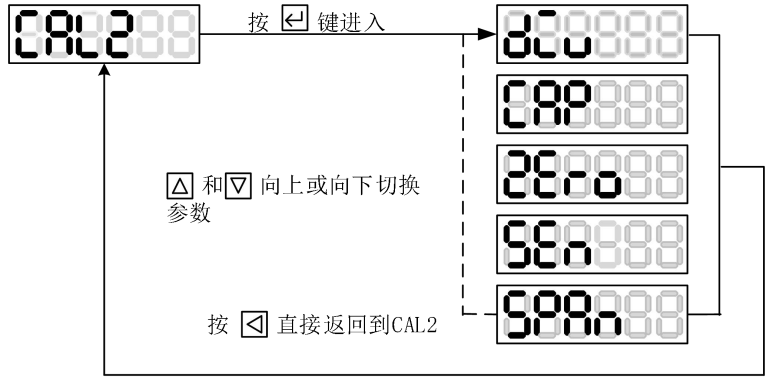 CAL2
按 键进入
div
CAP
和 向上或向下切换
参数
ZEro
SEn
按 直接返回到CAL2
SPAn